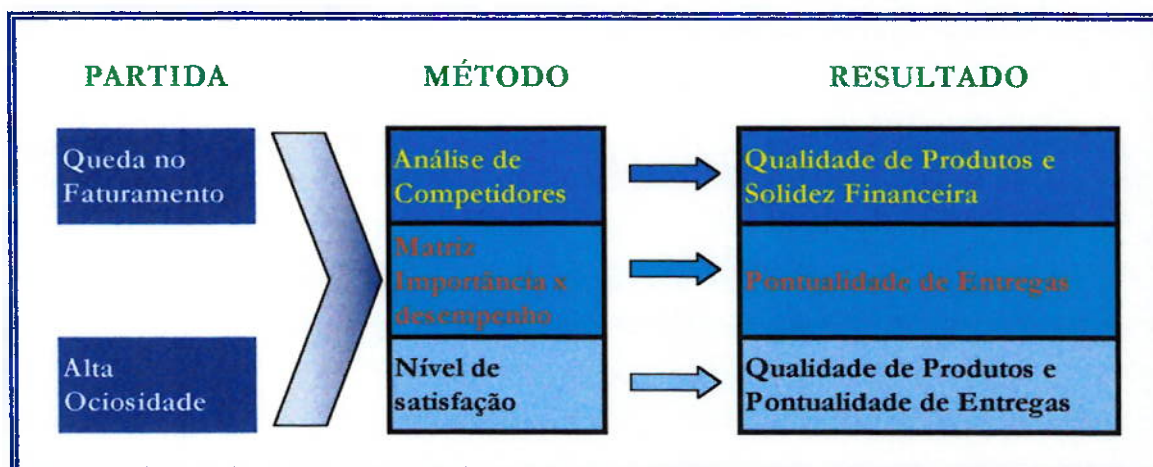 PARTIDA
MÉTODO
RESULTADO
Queda no
Faturamento
Análise de
Competidores
Qualidade de Produtos e
Solidez Financeira
Matriz
Importância x
desempenho
Pontualidade de Entregas
Alta
Ociosidade
Nível de
satisfação
Qualidade de Produtos e
Pontualidade de Entregas